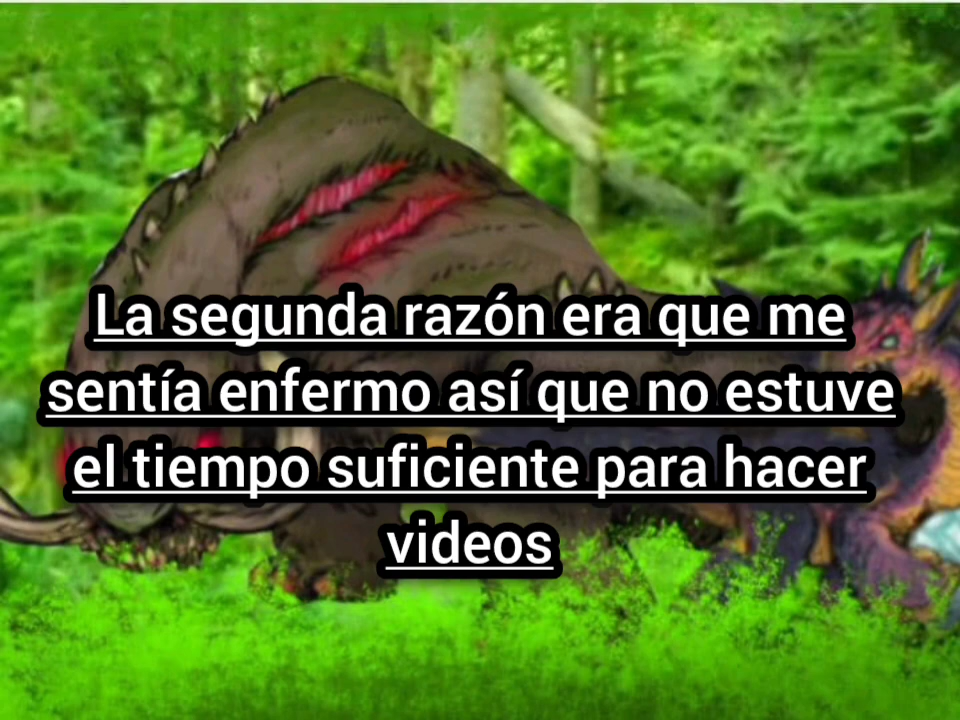 La segunda razón era que me
sentía enfermo así que no estuve
el tiempo suficiente para hacer
videos